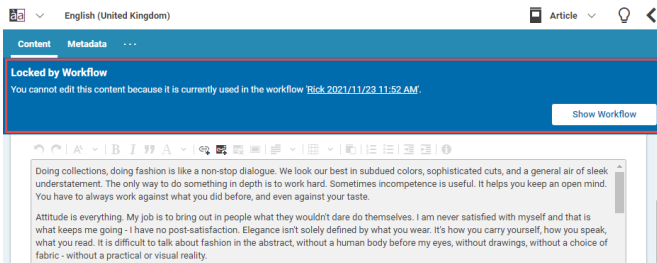 English (United Kingdom)
Article
Content Metadata ...
Locked by Workflow
You cannot edit this content because it is currently used in the workflow 'Rick 2021/11/23 11:52 AM'.
Show Workflow
Doing collections, doing fashion is like a non-stop dialogue. We look our best in subdued colors, sophisticated cuts, and a general air of sleek
understatement. The only way to do something in depth is to work hard. Sometimes incompetence is useful. It helps you keep an open mind.
You have to always work against what you did before, and even against your taste.
Attitude is everything. My job is to bring out in people what they wouldn't dare do themselves. I am never satisfied with myself and that is
what keeps me going - I have no post-satisfaction. Elegance isn't solely defined by what you wear. It's how you carry yourself, how you speak,
what you read. It is difficult to talk about fashion in the abstract, without a human body before my eyes, without drawings, without a choice of
fabric - without a practical or visual reality.